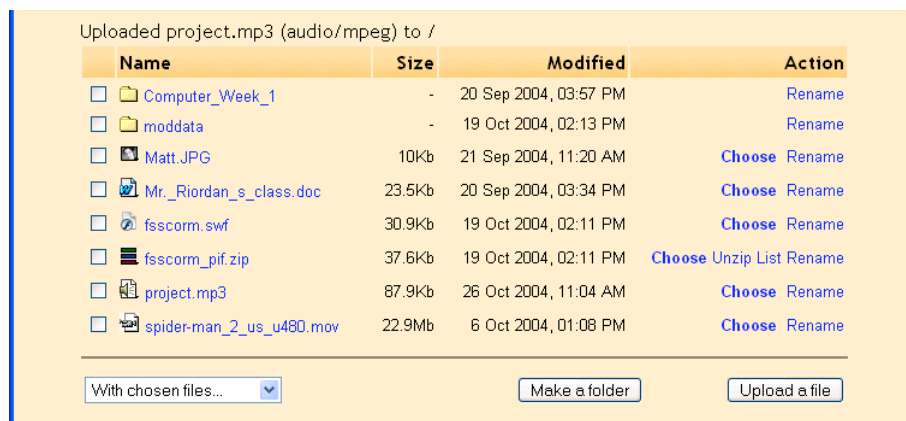 Uploaded project.mp3 (audio/mpeg) to /
Name Size Modified Action
Computer_Week_1 - 20 Sep 2004, 03:57 PM Rename
moddata - 19 Oct 2004, 02:13 PM Rename
Matt.JPG 10Kb 21 Sep 2004, 11:20 AM Choose Rename
Mr._Riordan_s_class.doc 23.5Kb 20 Sep 2004, 03:34 PM Choose Rename
fsscorm.swf 30.9Kb 19 Oct 2004, 02:11 PM Choose Rename
fsscorm_pif.zip 37.6Kb 19 Oct 2004, 02:11 PM Choose Unzip List Rename
project.mp3 87.9Kb 26 Oct 2004, 11:04 AM Choose Rename
spider-man_2_us_u480.mov 22.9Mb 6 Oct 2004, 01:08 PM Choose Rename
With chosen files... Make a folder Upload a file